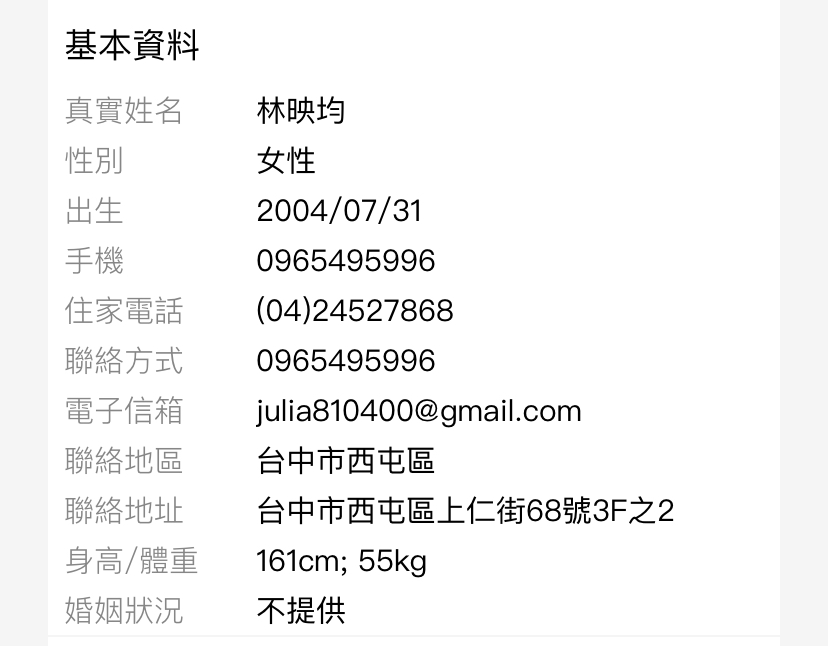 基本資料
真實姓名 林映均
性別 女性
出生 2004/07/31
手機 0965495996
住家電話 (04)24527868
聯絡方式 0965495996
電子信箱 julia810400@gmail.com
聯絡地區 台中市西屯區
聯絡地址 台中市西屯區上仁街68號3F之2
身高/體重 161cm; 55kg
婚姻狀況 不提供